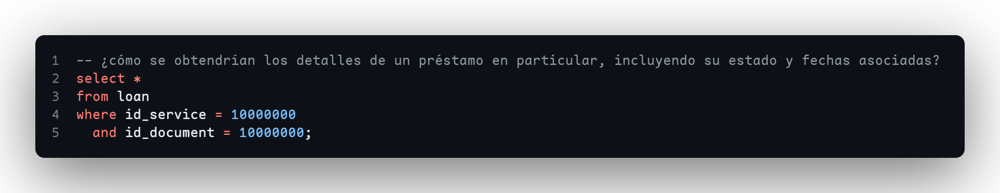 1 -- ¿cómo se obtendrían los detalles de un préstamo en particular, incluyendo su estado y fechas asociadas?
2 select *
3 from loan
4 where id_service = 10000000
5   and id_document = 10000000;